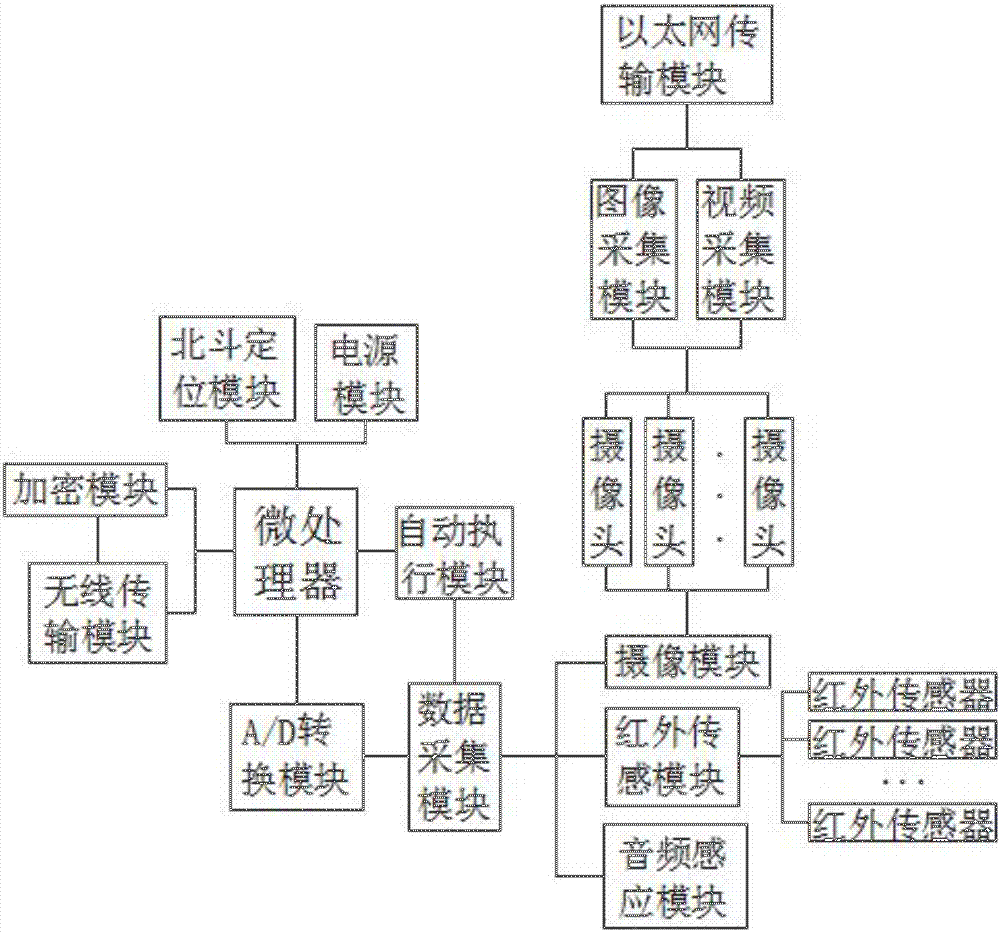 以太网传
输模块
图像
采集
模块
视频
采集
模块
北斗定
位模块
电源
模块
摄
像
头
摄
像
头
摄
像
头
加密模块
微处
理器
自动执
行模块
无线传
输模块
摄像模块
A/D转
换模块
数据
采集
模块
红外传
感模块
红外传感器
红外传感器
...
红外传感器
音频感
应模块